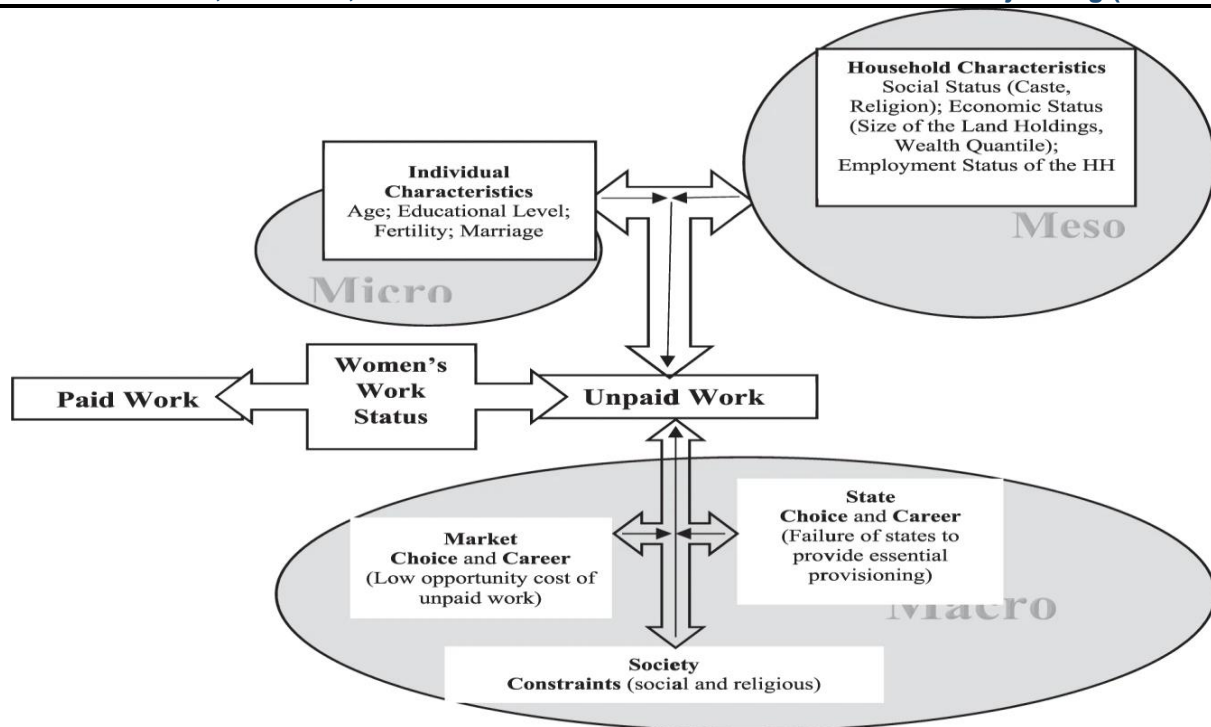 Household Characteristics
Social Status (Caste,
Religion); Economic Status
(Size of the Land Holdings,
Wealth Quantile);
Employment Status of the HH
Meso
Individual
Characteristics
Age; Educational Level;
Fertility; Marriage
Micro
Women's
Work
Status
Paid Work
Unpaid Work
State
Choice and Career
(Failure of states to
provide essential
provisioning)
Market
Choice and Career
(Low opportunity cost of
unpaid work)
Macro
Society
Constraints (social and religious)